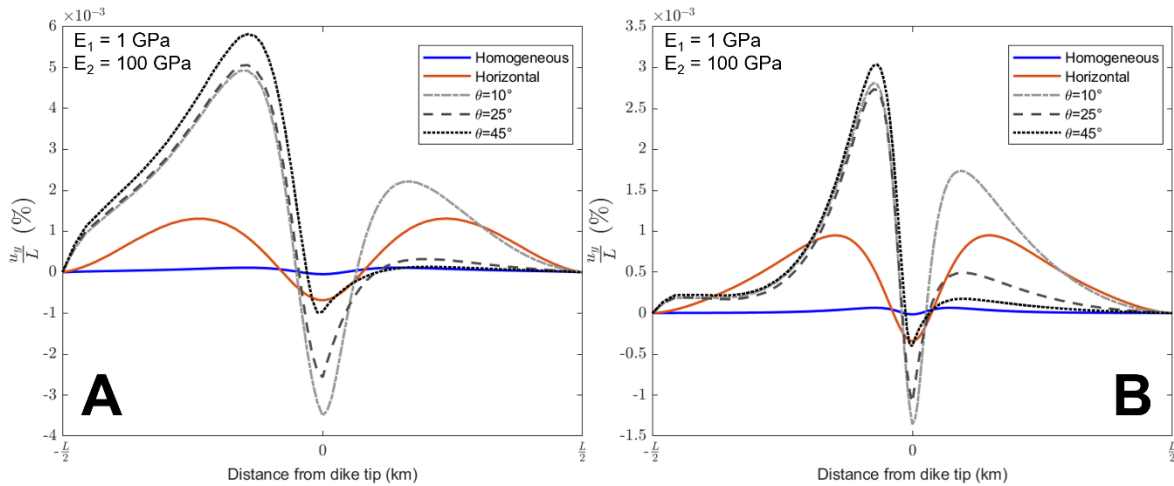 ×10⁻³
6
5
4
3
2
1
0
-1
-2
-3
-4
u_y/L (%)
E₁ = 1 GPa
E₂ = 100 GPa
Homogeneous
Horizontal
θ=10°
θ=25°
θ=45°
A
-L/2
0
L/2
Distance from dike tip (km)
×10⁻³
3.5
3
2.5
2
1.5
1
0.5
0
-0.5
-1
-1.5
u_y/L (%)
E₁ = 1 GPa
E₂ = 100 GPa
Homogeneous
Horizontal
θ=10°
θ=25°
θ=45°
B
-L/2
0
L/2
Distance from dike tip (km)